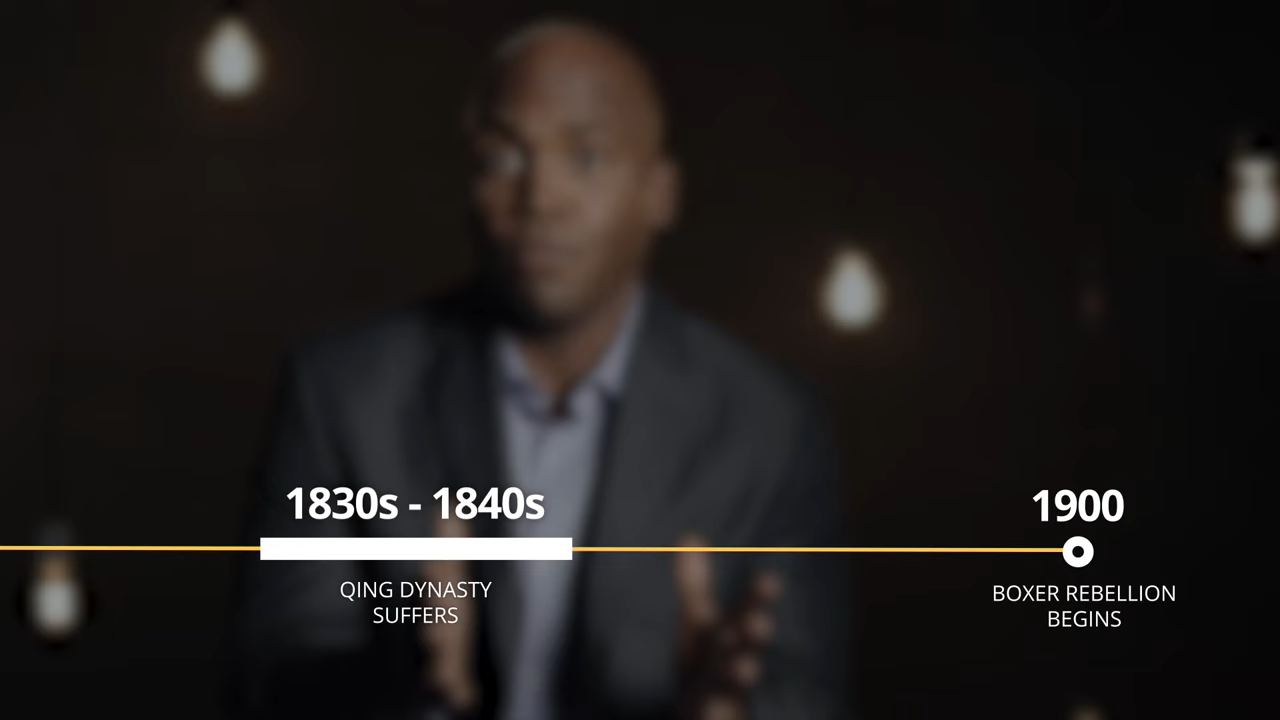 1830s - 1840s
QING DYNASTY
SUFFERS
1900
BOXER REBELLION
BEGINS